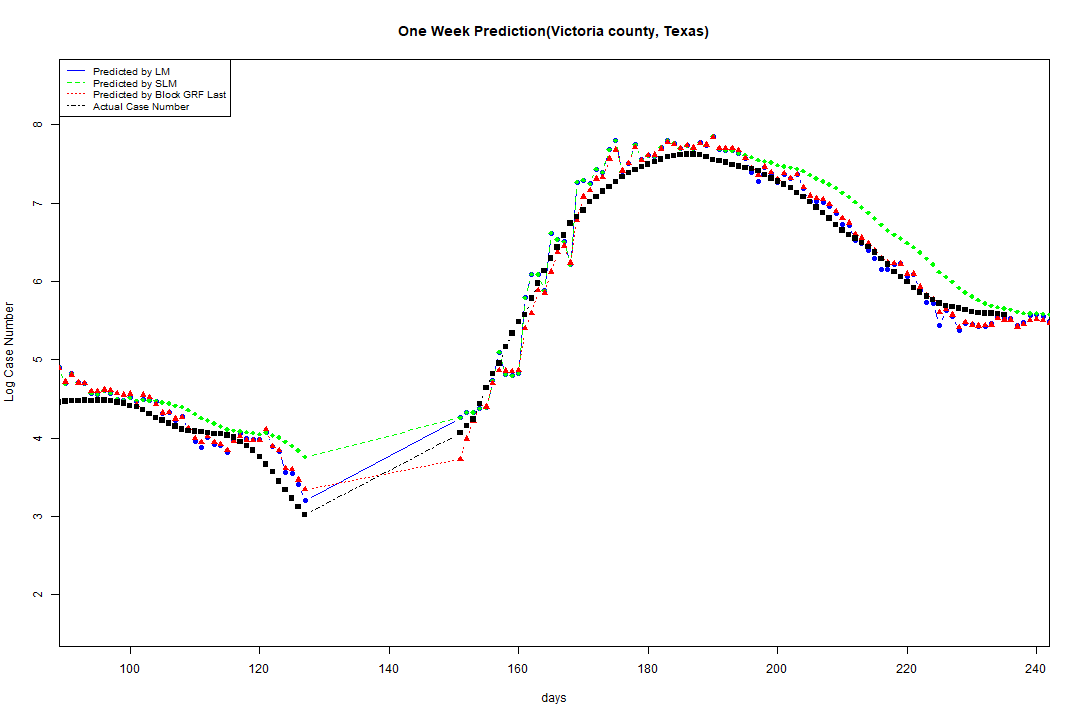 One Week Prediction(Victoria county, Texas)
Predicted by LM
Predicted by SLM
Predicted by Block GRF Last
Actual Case Number
8
7
6
5
4
3
2
Log Case Number
100 120 140 160 180 200 220 240
days